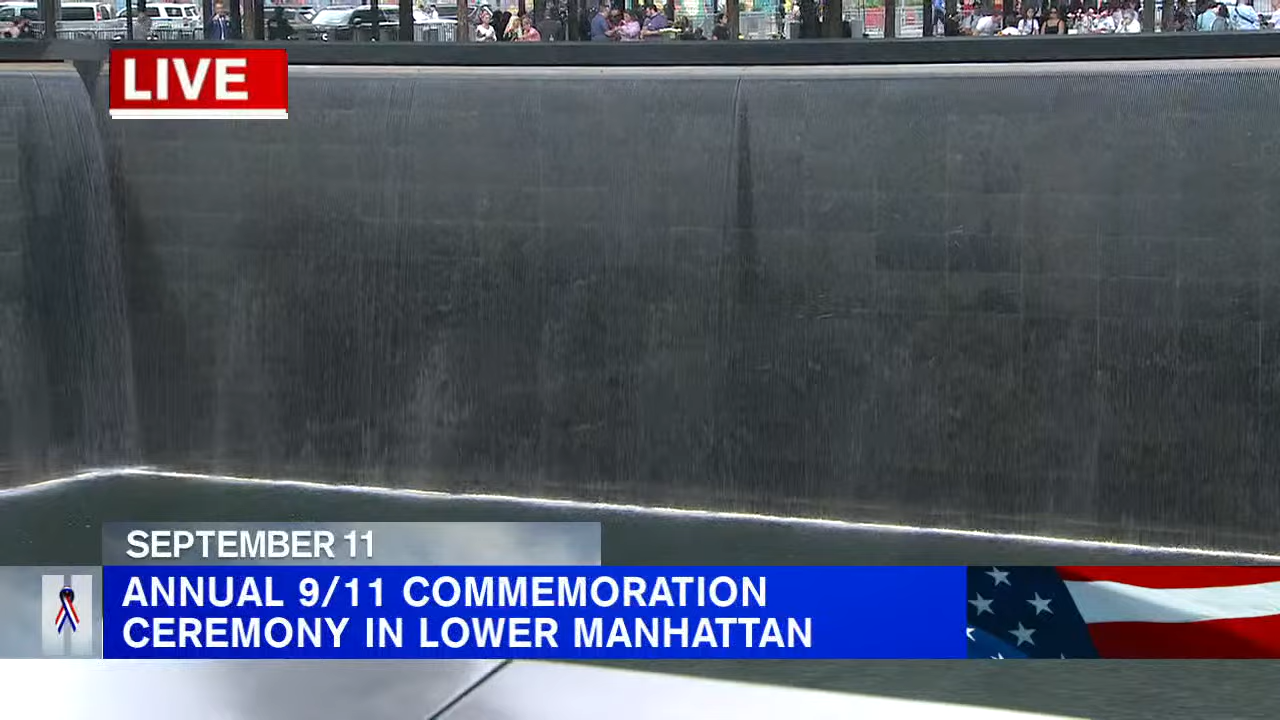 LIVE
SEPTEMBER 11
ANNUAL 9/11 COMMEMORATION
CEREMONY IN LOWER MANHATTAN